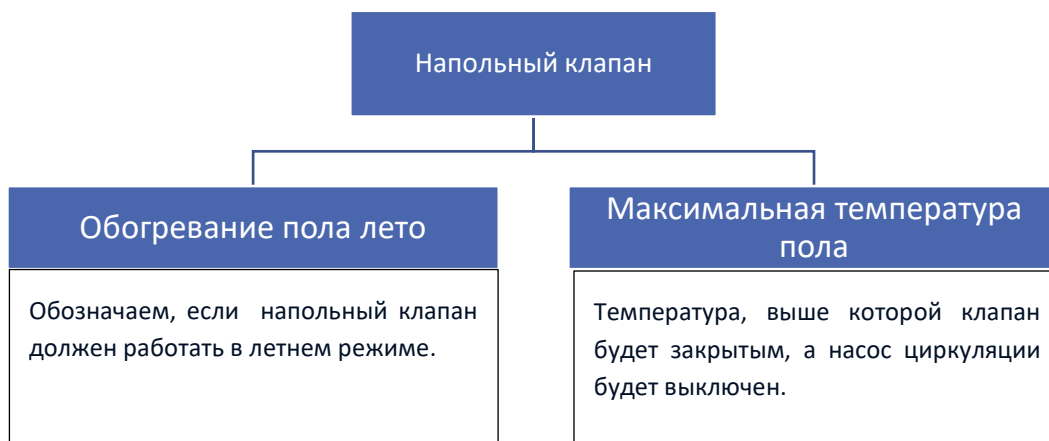 Напольный клапан
Обогревание пола лето
Обозначаем, если напольный клапан
должен работать в летнем режиме.
Максимальная температура
пола
Температура, выше которой клапан
будет закрытым, а насос циркуляции
будет выключен.